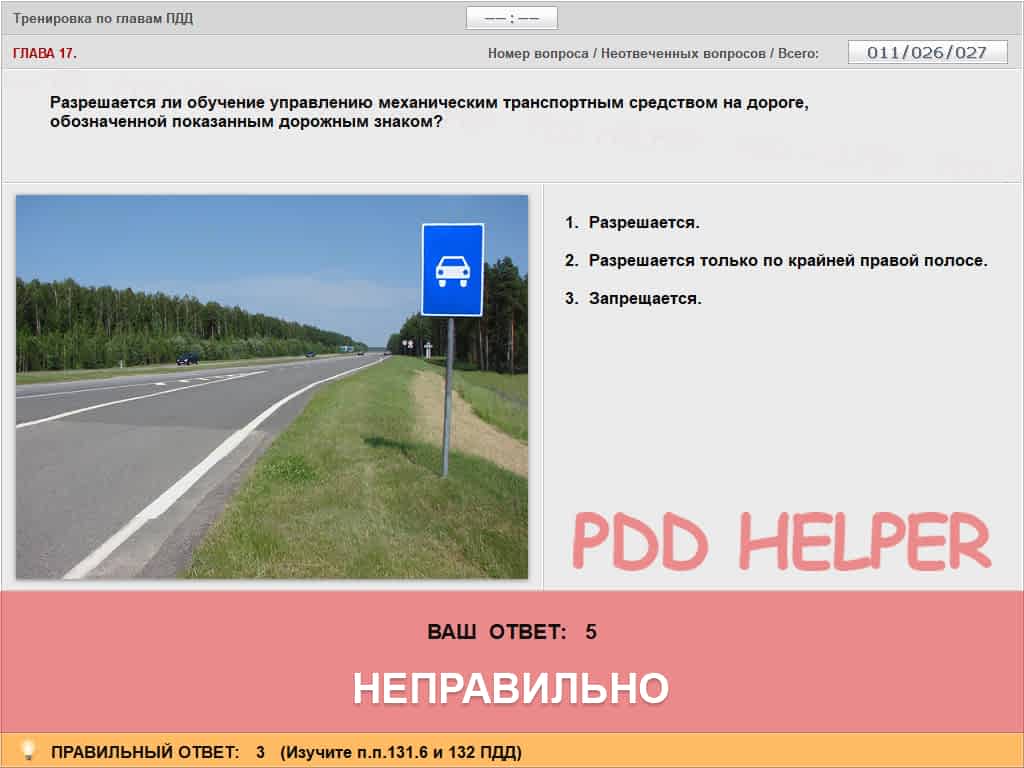 Тренировка по главам ПДД
–– : ––
ГЛАВА 17.
Номер вопроса / Неотвеченных вопросов / Всего:
011/026/027
Разрешается ли обучение управлению механическим транспортным средством на дороге,
обозначенной показанным дорожным знаком?
1. Разрешается.
2. Разрешается только по крайней правой полосе.
3. Запрещается.
PDD HELPER
ВАШ ОТВЕТ: 5
НЕПРАВИЛЬНО
ПРАВИЛЬНЫЙ ОТВЕТ: 3 (Изучите п.п.131.6 и 132 ПДД)